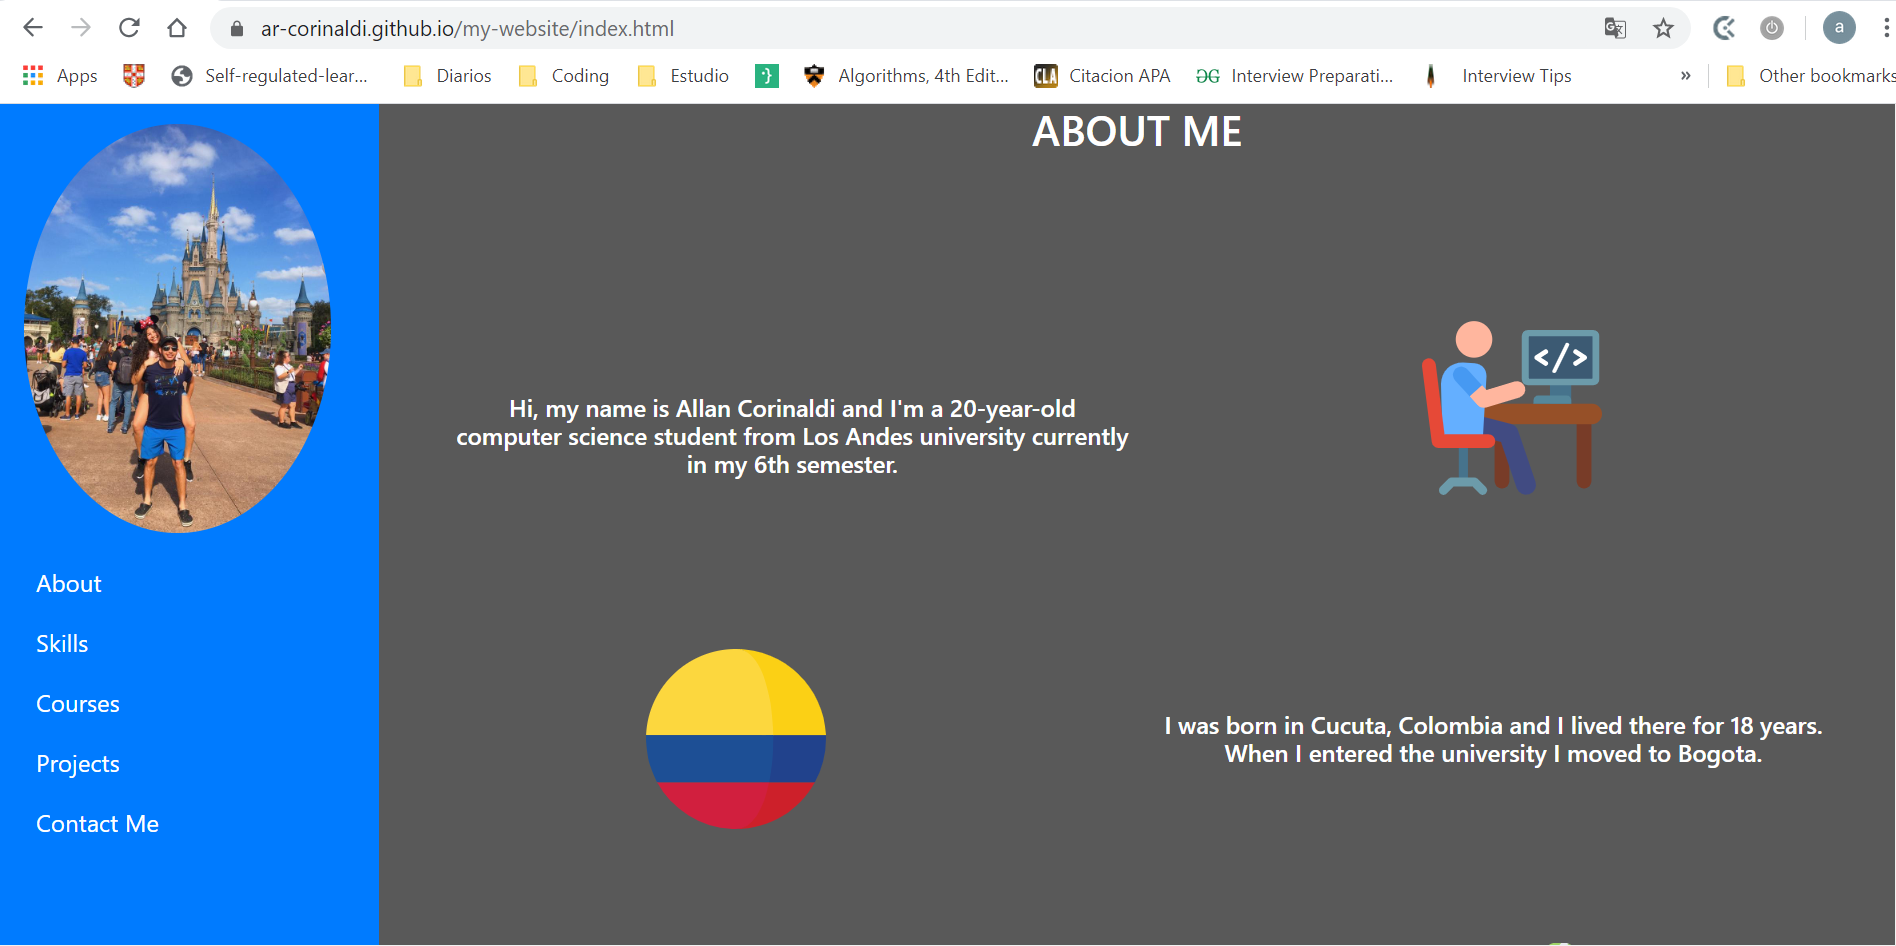 ar-corinaldi.github.io/my-website/index.html
a
Apps
Self-regulated-lear...
Diarios
Coding
Estudio
Algorithms, 4th Edit...
CLA
Citacion APA
Interview Preparati...
Interview Tips
»
Other bookmarks
ABOUT ME
</>
Hi, my name is Allan Corinaldi and I'm a 20-year-old
computer science student from Los Andes university currently
in my 6th semester.
I was born in Cucuta, Colombia and I lived there for 18 years.
When I entered the university I moved to Bogota.
About
Skills
Courses
Projects
Contact Me